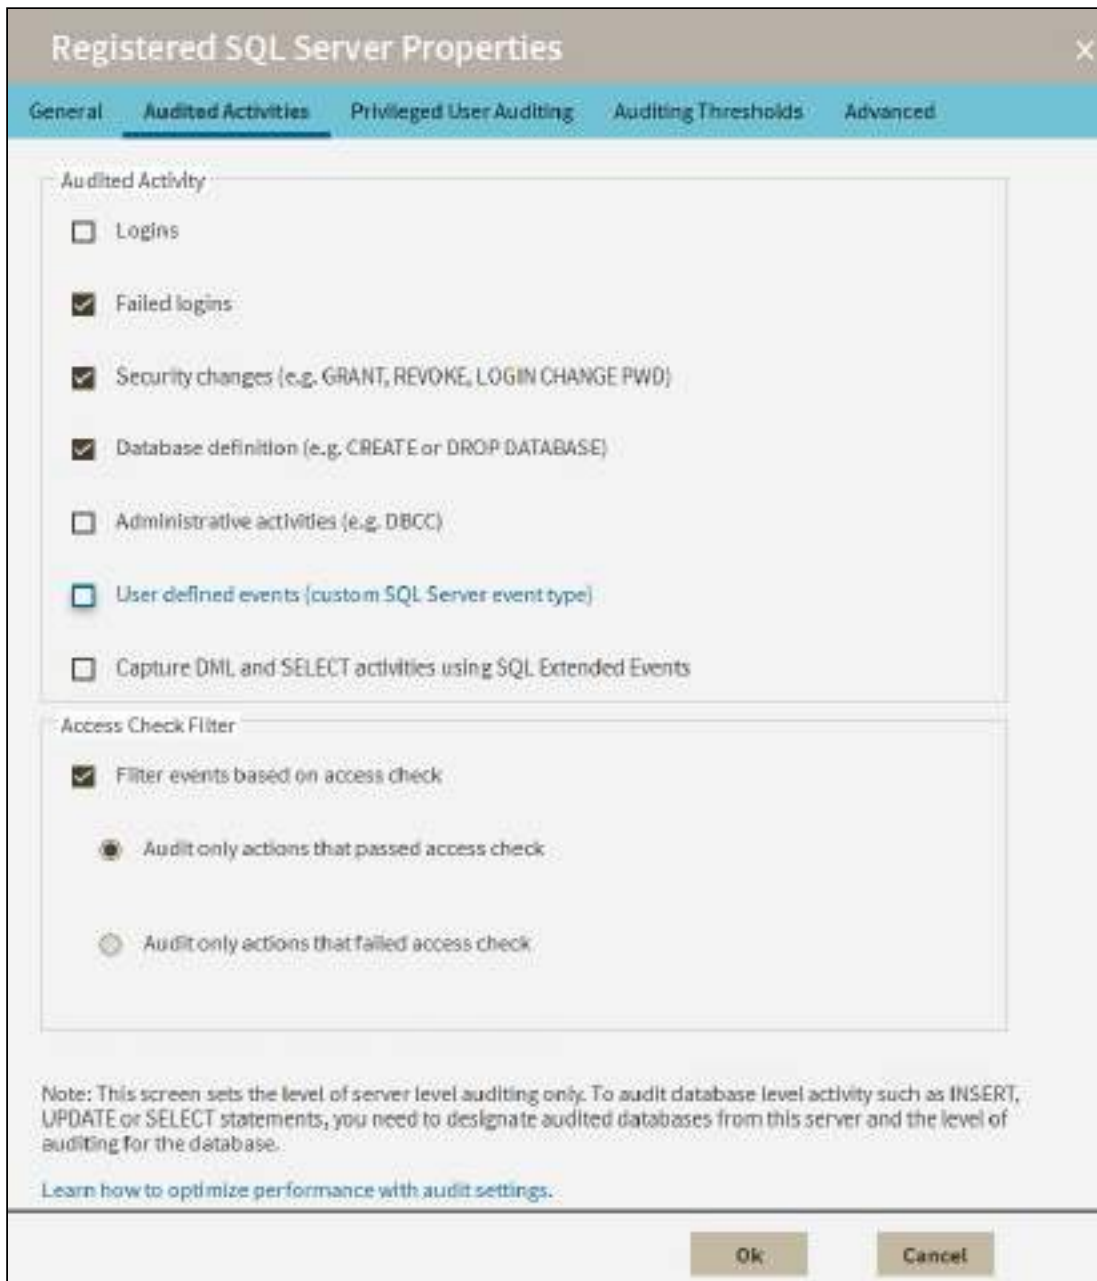 Registered SQL Server Properties
General Audited Activities Privileged User Auditing Auditing Thresholds Advanced
Audited Activity
Logins
Failed logins
Security changes (e.g. GRANT, REVOKE, LOGIN CHANGE PWD)
Database definition (e.g. CREATE or DROP DATABASE)
Administrative activities (e.g. DBCC)
User defined events (custom SQL Server event type)
Capture DML and SELECT activities using SQL Extended Events
Access Check Filter
Filter events based on access check
Audit only actions that passed access check
Audit only actions that failed access check
Note: This screen sets the level of server level auditing only. To audit database level activity such as INSERT,
UPDATE or SELECT statements, you need to designate audited databases from this server and the level of
auditing for the database.
Learn how to optimize performance with audit settings.
Ok Cancel